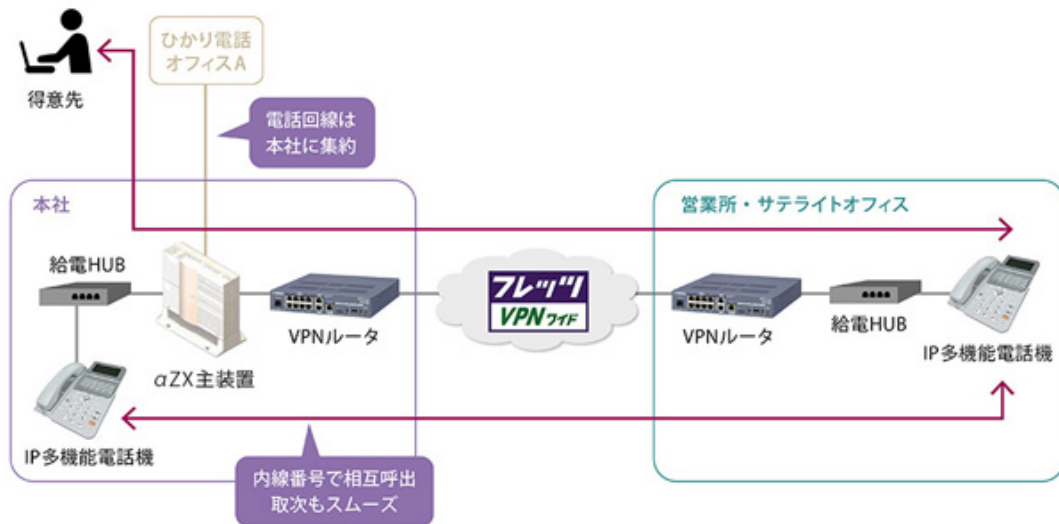 ひかり電話
オフィスA
得意先
電話回線は
本社に集約
本社
営業所・サテライトオフィス
給電HUB
フレッツ
VPNワイド
VPNルータ
VPNルータ
給電HUB
IP多機能電話機
αZX主装置
IP多機能電話機
内線番号で相互呼出
取次もスムーズ